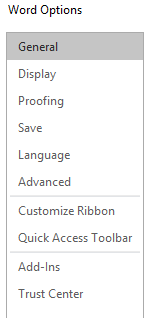 Word Options
General
Display
Proofing
Save
Language
Advanced
Customize Ribbon
Quick Access Toolbar
Add-Ins
Trust Center